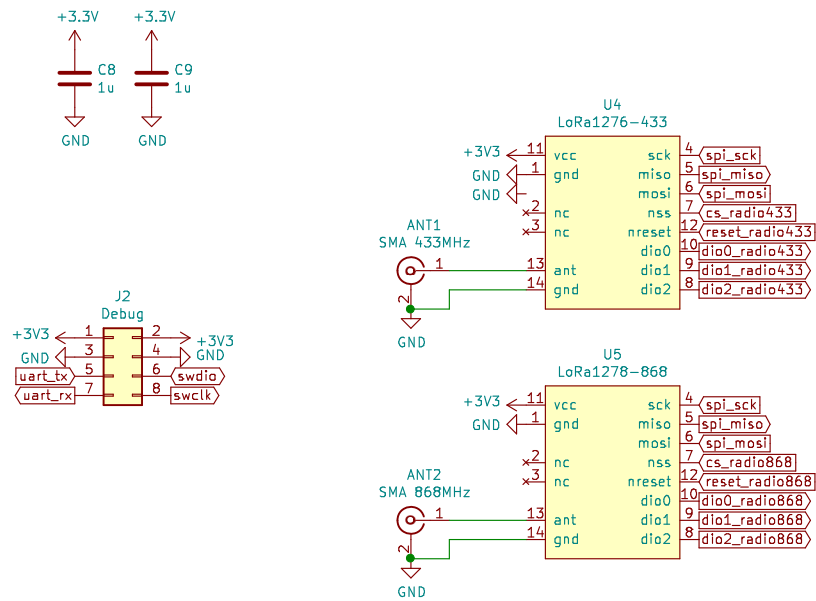 +3.3V
+3.3V
C8
1u
C9
1u
GND
GND
U4
LoRa1276-433
+3V3
11
vcc
sck
4
spi_sck
GND
1
gnd
miso
5
spi_miso
GND
mosi
6
spi_mosi
2
nc
nss
7
cs_radio433
3
nc
nreset
12
reset_radio433
dio0
10
dio0_radio433
ANT1
SMA 433MHz
1
13
ant
dio1
9
dio1_radio433
2
14
gnd
dio2
8
dio2_radio433
GND
J2
Debug
+3V3
1
2
+3V3
GND
3
4
GND
uart_tx
5
6
swdio
uart_rx
7
8
swclk
U5
LoRa1278-868
+3V3
11
vcc
sck
4
spi_sck
GND
1
gnd
miso
5
spi_miso
mosi
6
spi_mosi
2
nc
nss
7
cs_radio868
3
nc
nreset
12
reset_radio868
dio0
10
dio0_radio868
ANT2
SMA 868MHz
1
13
ant
dio1
9
dio1_radio868
2
14
gnd
dio2
8
dio2_radio868
GND